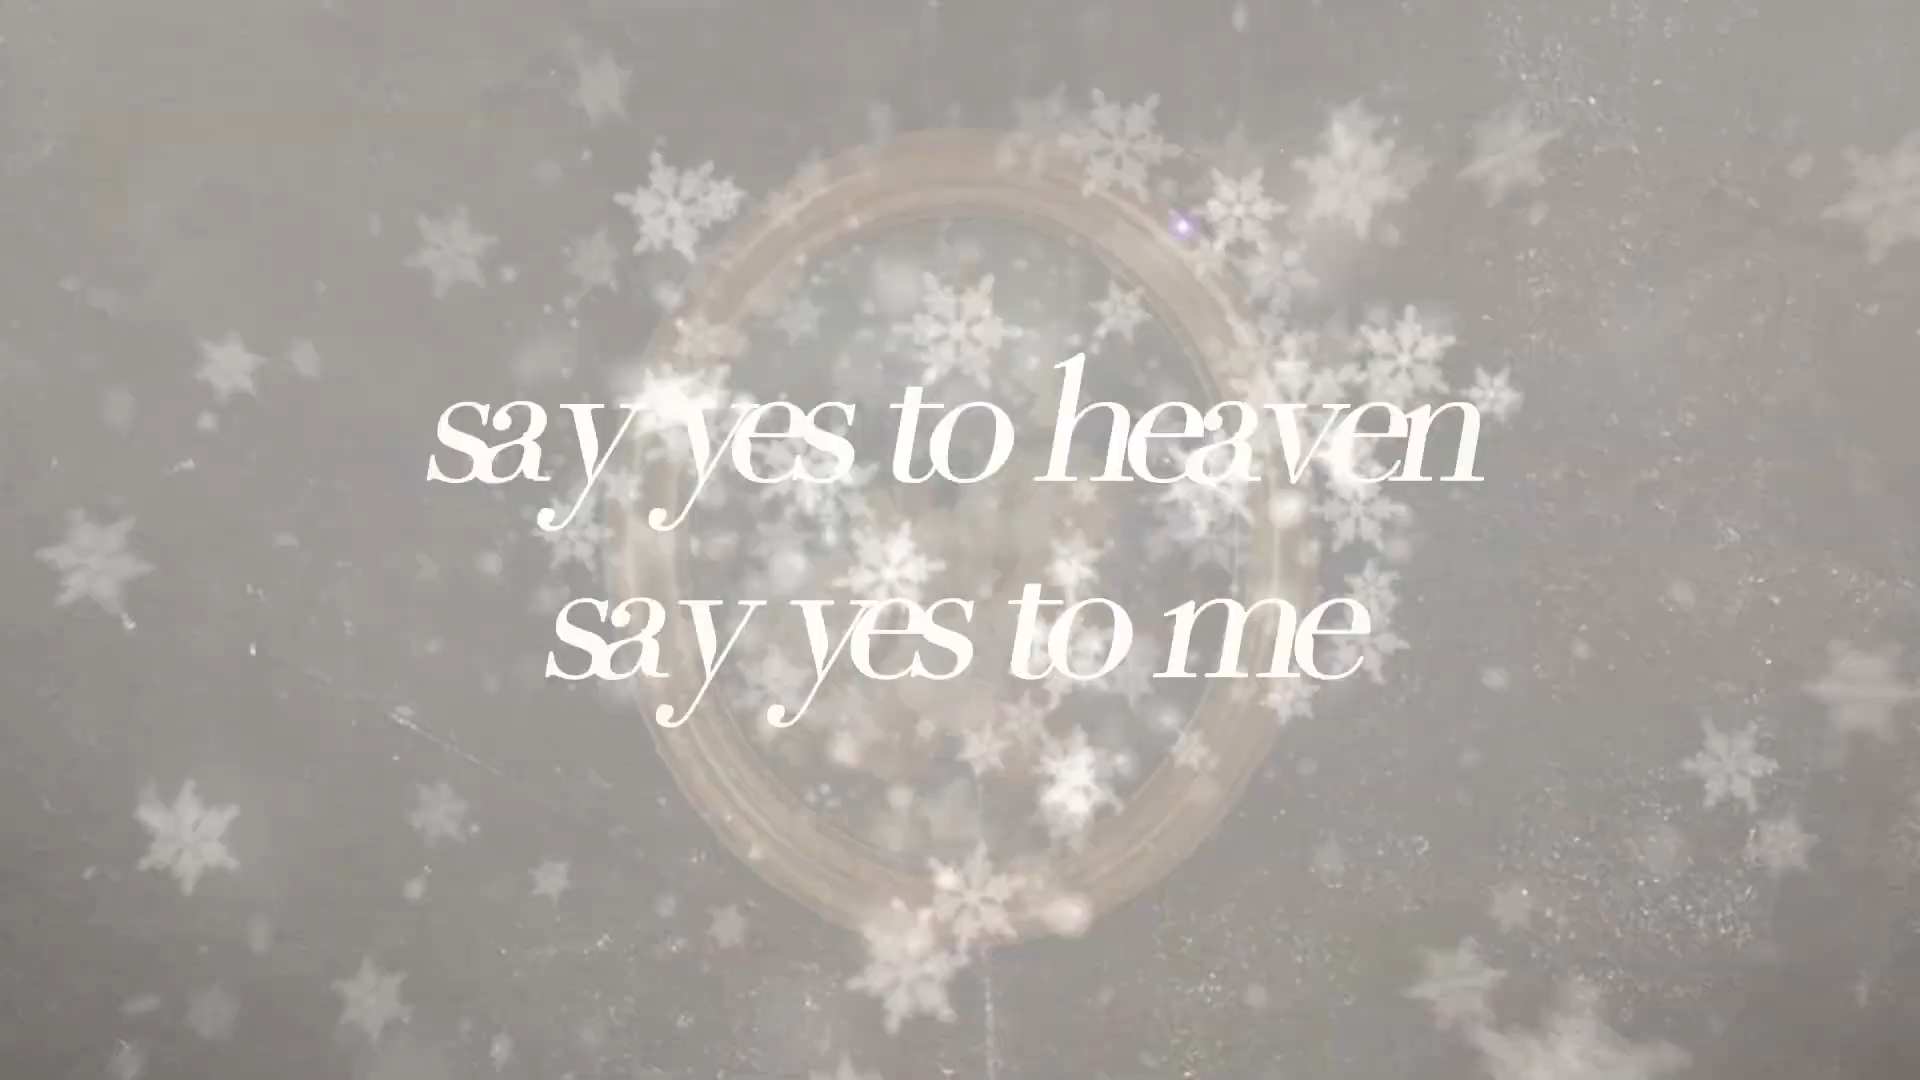 say yes to heaven
say yes to me